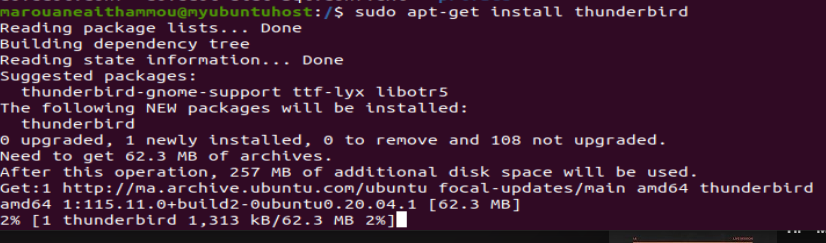 marouaneaithammou@myubuntuhost:/$ sudo apt-get install thunderbird
Reading package lists... Done
Building dependency tree
Reading state information... Done
Suggested packages:
  thunderbird-gnome-support ttf-lyx libotr5
The following NEW packages will be installed:
  thunderbird
0 upgraded, 1 newly installed, 0 to remove and 108 not upgraded.
Need to get 62.3 MB of archives.
After this operation, 257 MB of additional disk space will be used.
Get:1 http://ma.archive.ubuntu.com/ubuntu focal-updates/main amd64 thunderbird
amd64 1:115.11.0+build2-0ubuntu0.20.04.1 [62.3 MB]
2% [1 thunderbird 1,313 kB/62.3 MB 2%]